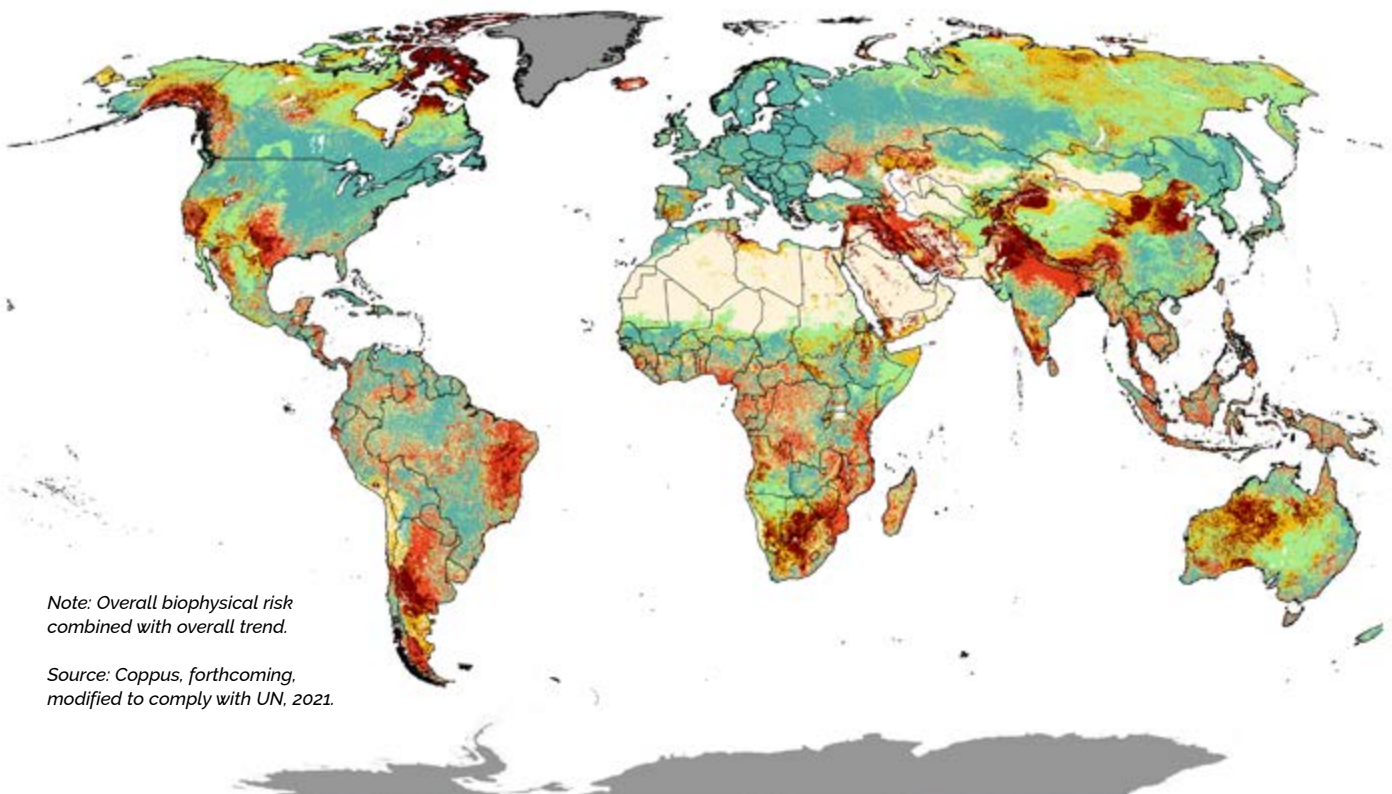 Note: Overall biophysical risk
combined with overall trend.
Source: Coppus, forthcoming,
modified to comply with UN, 2021.